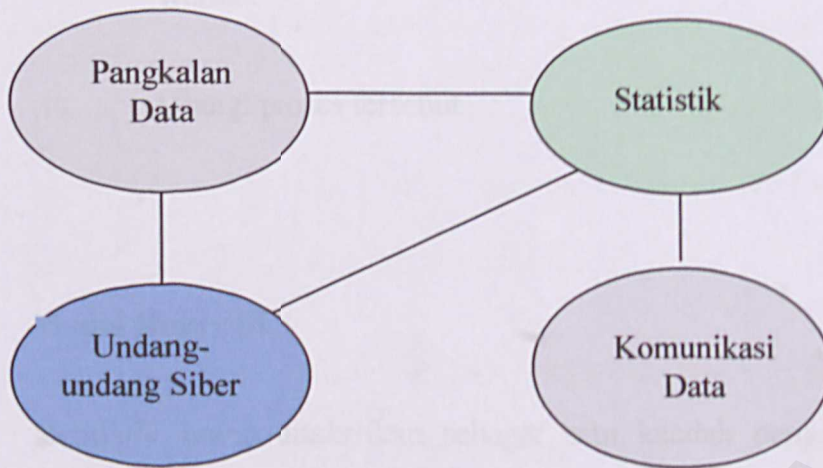 Pangkalan
Data
Statistik
Undang-
undang Siber
Komunikasi
Data